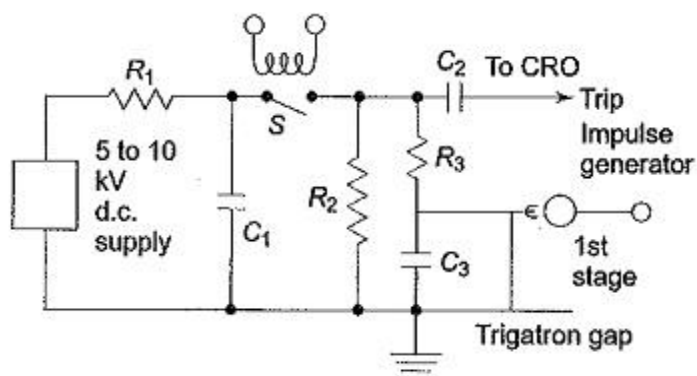 R1
5 to 10
kV
d.c.
supply
C1
S
R2
C2
To CRO
Trip
Impulse
generator
R3
C3
1st
stage
Trigatron gap